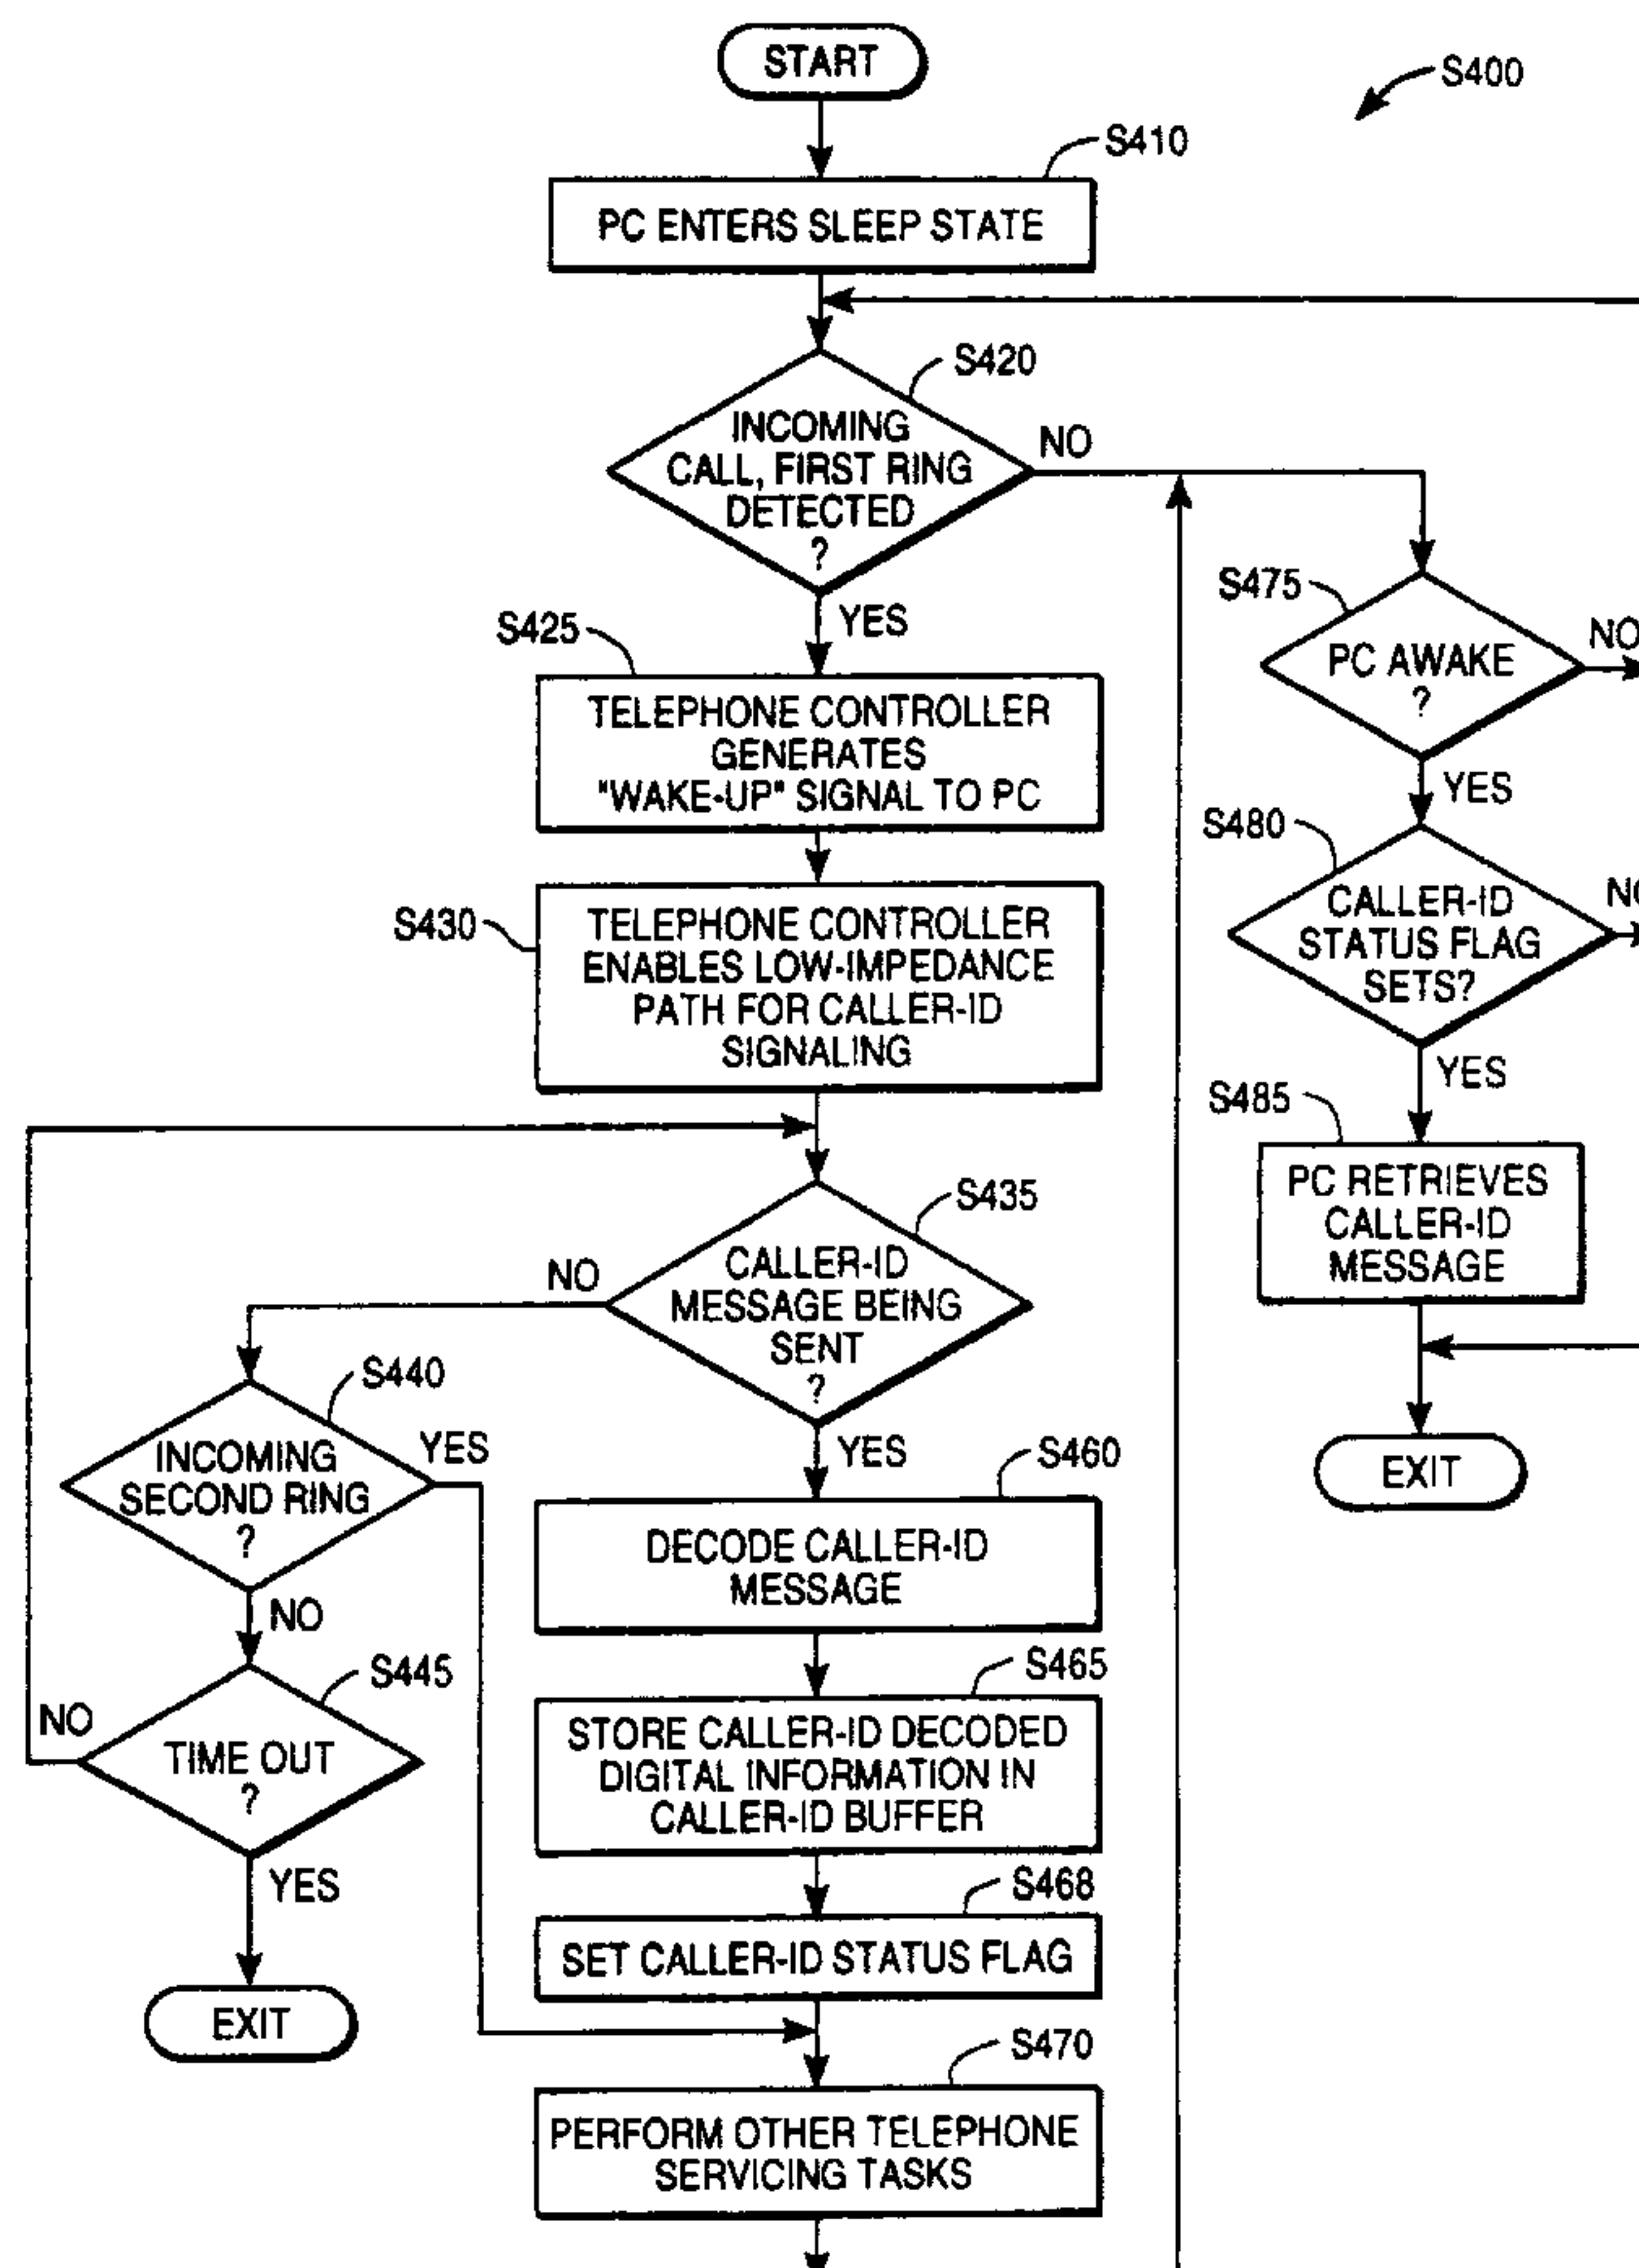 START
S400
S410
PC ENTERS SLEEP STATE
S420
INCOMING
CALL, FIRST RING
DETECTED
?
NO
YES
S425
TELEPHONE CONTROLLER
GENERATES
"WAKE-UP" SIGNAL TO PC
S430
TELEPHONE CONTROLLER
ENABLES LOW-IMPEDANCE
PATH FOR CALLER-ID
SIGNALING
S435
CALLER-ID
MESSAGE BEING
SENT
?
NO
YES
S440
INCOMING
SECOND RING
?
YES
NO
S445
TIME OUT
?
NO
YES
EXIT
S460
DECODE CALLER-ID
MESSAGE
S465
STORE CALLER-ID DECODED
DIGITAL INFORMATION IN
CALLER-ID BUFFER
S468
SET CALLER-ID STATUS FLAG
S470
PERFORM OTHER TELEPHONE
SERVICING TASKS
S475
PC AWAKE
?
NO
YES
S480
CALLER-ID
STATUS FLAG
SETS?
NO
YES
S485
PC RETRIEVES
CALLER-ID
MESSAGE
EXIT